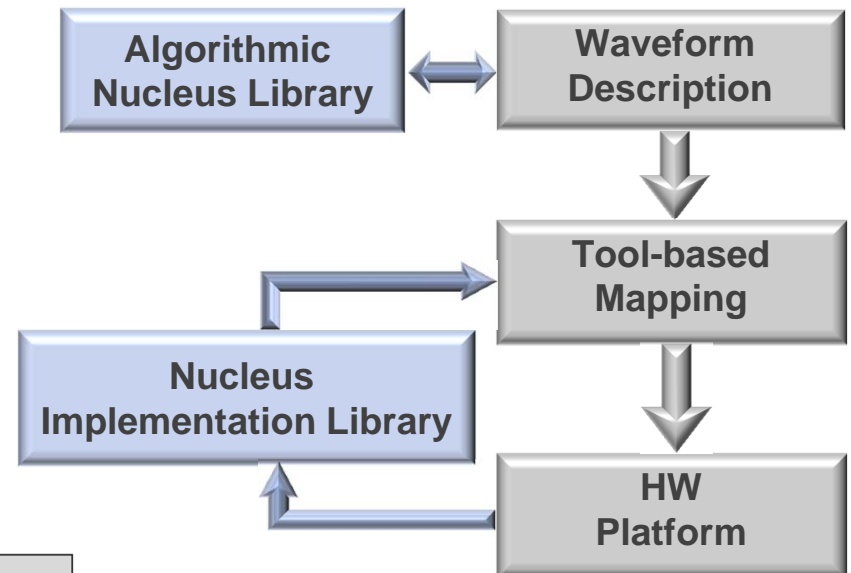 Algorithmic
Nucleus Library
Waveform
Description
Tool-based
Mapping
Nucleus
Implementation Library
HW
Platform